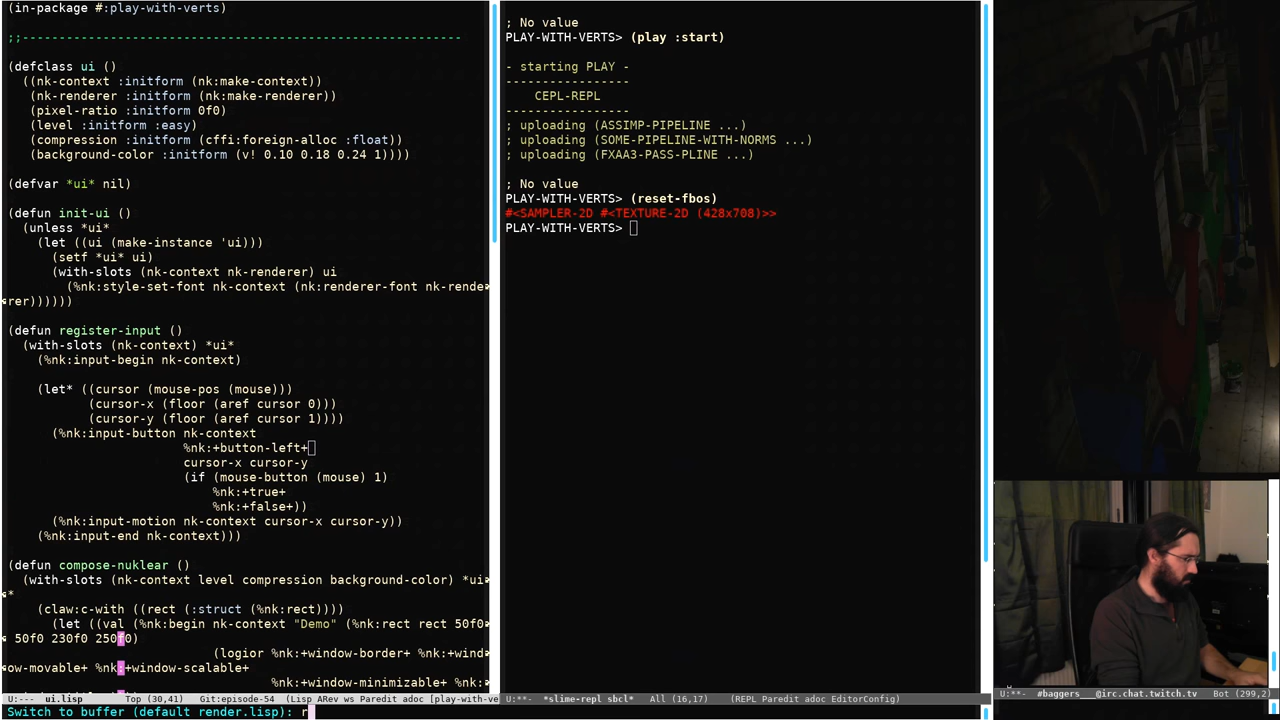 (in-package #:play-with-verts)
;;-----------------------------------------------------
(defclass ui ()
((nk-context :initform (nk:make-context))
(nk-renderer :initform (nk:make-renderer))
(pixel-ratio :initform 0f0)
(level :initform :easy)
(compression :initform (cffi:foreign-alloc :float))
(background-color :initform (v! 0.10 0.18 0.24 1))))
(defvar *ui* nil)
(defun init-ui ()
(unless *ui*
(let ((ui (make-instance 'ui)))
(setf *ui* ui)
(with-slots (nk-context nk-renderer) ui
(%nk:style-set-font nk-context (nk:renderer-font nk-rende
rer))))))
(defun register-input ()
(with-slots (nk-context) *ui*
(%nk:input-begin nk-context)
(let* ((cursor (mouse-pos (mouse)))
(cursor-x (floor (aref cursor 0)))
(cursor-y (floor (aref cursor 1))))
(%nk:input-button nk-context
%nk:+button-left+
cursor-x cursor-y
(if (mouse-button (mouse) 1)
%nk:+true+
%nk:+false+))
(%nk:input-motion nk-context cursor-x cursor-y))
(%nk:input-end nk-context)))
(defun compose-nuklear ()
(with-slots (nk-context level compression background-color) *ui
*
(claw:c-with ((rect (:struct (%nk:rect))))
(let ((val (%nk:begin nk-context "Demo" (%nk:rect rect 50f0
50f0 230f0 250f0)
(logior %nk:+window-border+ %nk:+wind
ow-movable+ %nk:+window-scalable+
%nk:+window-minimizable+ %nk:
U:--- ui.lisp Top (30,41) Git:episode-54 (Lisp ARev ws Paredit adoc [play-with-ve
Switch to buffer (default render.lisp): r
; No value
PLAY-WITH-VERTS> (play :start)
- starting PLAY -
-----------------
CEPL-REPL
-----------------
; uploading (ASSIMP-PIPELINE ...)
; uploading (SOME-PIPELINE-WITH-NORMS ...)
; uploading (FXAA3-PASS-PLINE ...)
; No value
PLAY-WITH-VERTS> (reset-fbos)
#<SAMPLER-2D #<TEXTURE-2D (428x708)>>
PLAY-WITH-VERTS>
U:**- *slime-repl sbcl* All (16,17) (REPL Paredit adoc EditorConfig)
U:**- #baggers___@irc.chat.twitch.tv Bot (299,2)